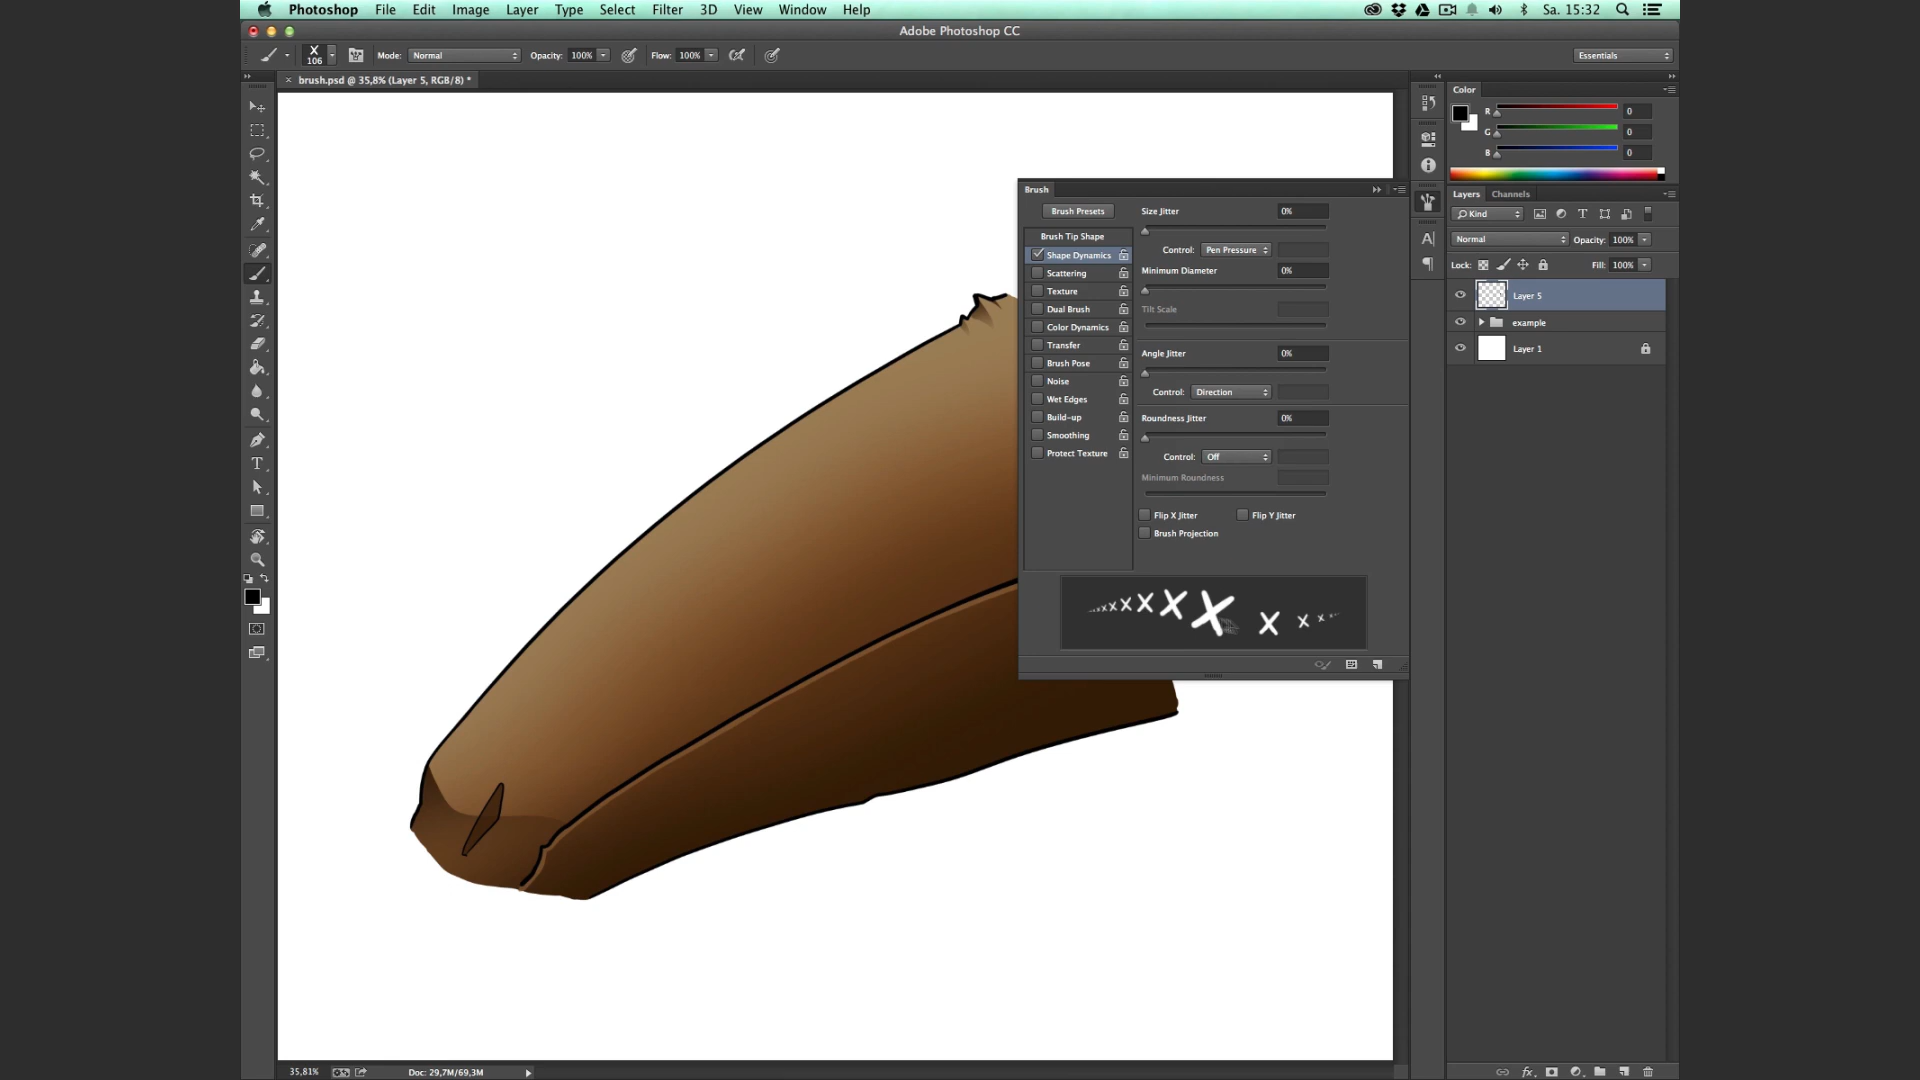 Photoshop File Edit Image Layer Type Select Filter 3D View Window Help Sa. 15:32
Adobe Photoshop CC
106 Mode: Normal Opacity: 100% Flow: 100% Essentials
× brush.psd @ 35,8% (Layer 5, RGB/8) *
Color
R 0
G 0
B 0
Layers Channels
Kind
Normal Opacity: 100%
Lock: Fill: 100%
Layer 5
example
Layer 1
Brush
Brush Presets
Brush Tip Shape
Shape Dynamics
Scattering
Texture
Dual Brush
Color Dynamics
Transfer
Brush Pose
Noise
Wet Edges
Build-up
Smoothing
Protect Texture
Size Jitter 0%
Control: Pen Pressure
Minimum Diameter 0%
Tilt Scale
Angle Jitter 0%
Control: Direction
Roundness Jitter 0%
Control: Off
Minimum Roundness
Flip X Jitter Flip Y Jitter
Brush Projection
35,81% Doc: 29,7M/69,3M